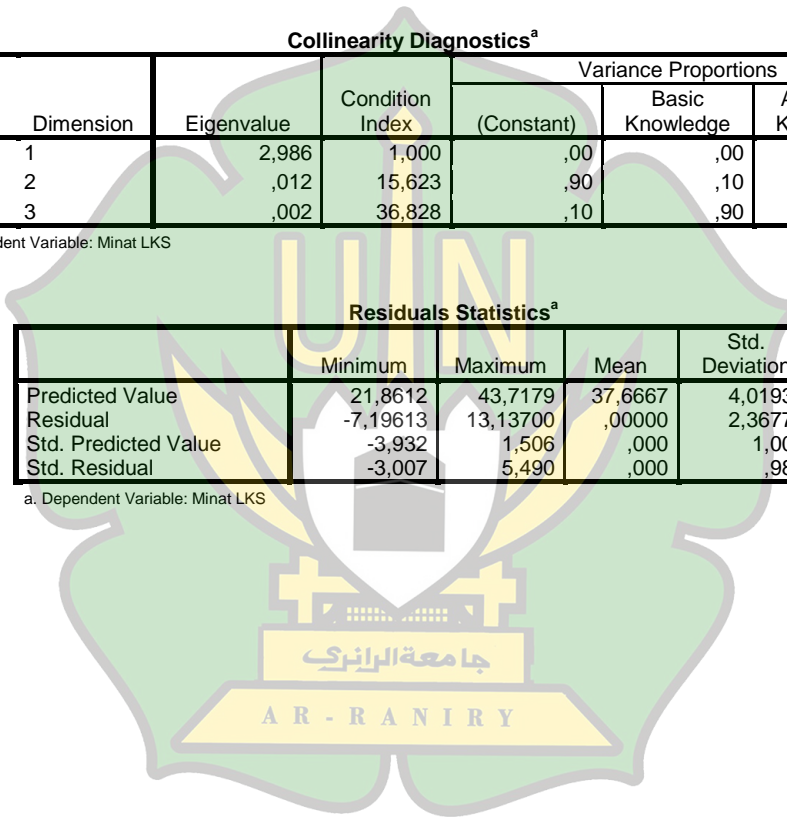 Collinearity Diagnosticsa
Variance Proportions
Dimension Eigenvalue Condition Index (Constant) Basic Knowledge
1 2,986 1,000 ,00 ,00
2 ,012 15,623 ,90 ,10
3 ,002 36,828 ,10 ,90
dent Variable: Minat LKS
UIN
Residuals Statisticsa
Minimum Maximum Mean Std. Deviation
Predicted Value 21,8612 43,7179 37,6667 4,0193
Residual -7,19613 13,13700 ,00000 2,3677
Std. Predicted Value -3,932 1,506 ,000 1,00
Std. Residual -3,007 5,490 ,000 ,98
a. Dependent Variable: Minat LKS
جامعة الرانري
AR-RANIRY